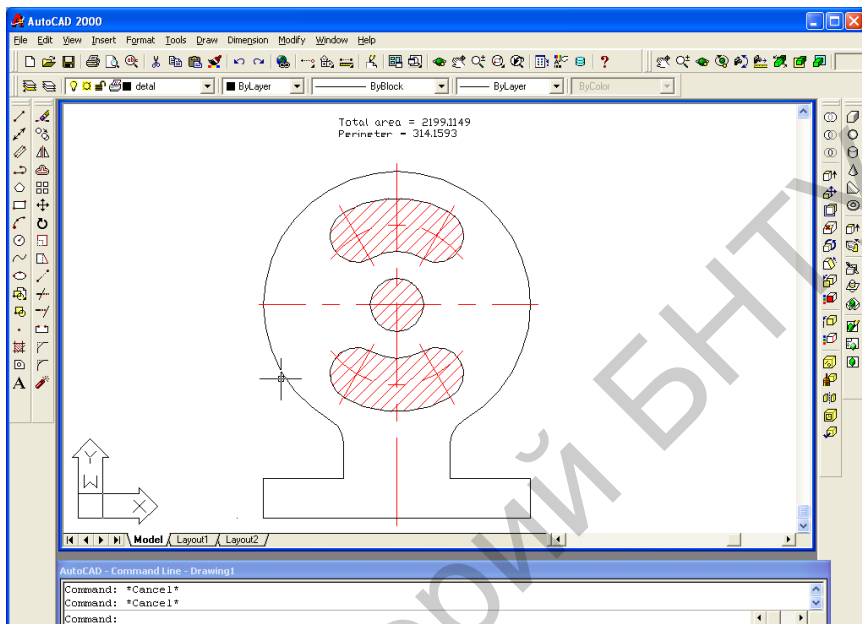 AutoCAD 2000
File Edit View Insert Format Tools Draw Dimension Modify Window Help
detal ByLayer ByBlock ByLayer ByColor
Total area = 2199.1149
Perimeter = 314.1593
Y
W
X
A
Model Layout1 Layout2
AutoCAD - Command Line - Drawing1
Command: *Cancel*
Command: *Cancel*
Command:
орий БНТУ